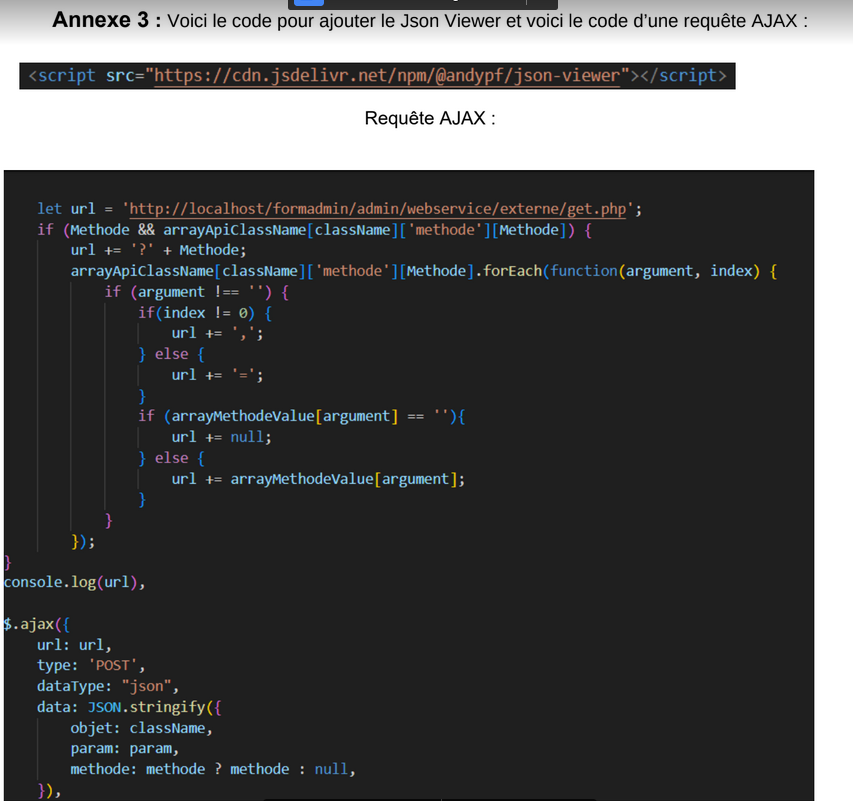 Annexe 3 : Voici le code pour ajouter le Json Viewer et voici le code d’une requête AJAX :
<script src="https://cdn.jsdelivr.net/npm/@andypf/json-viewer"></script>
Requête AJAX :
let url = 'http://localhost/formadmin/admin/webservice/externe/get.php';
if (Methode && arrayApiClassName[className]['methode'][Methode]) {
url += '?' + Methode;
arrayApiClassName[className]['methode'][Methode].forEach(function(argument, index) {
if (argument !== '') {
if(index != 0) {
url += ',';
} else {
url += '=';
}
if (arrayMethodeValue[argument] == ''){
url += null;
} else {
url += arrayMethodeValue[argument];
}
}
});
}
console.log(url),
$.ajax({
url: url,
type: 'POST',
dataType: "json",
data: JSON.stringify({
objet: className,
param: param,
methode: methode ? methode : null,
}),